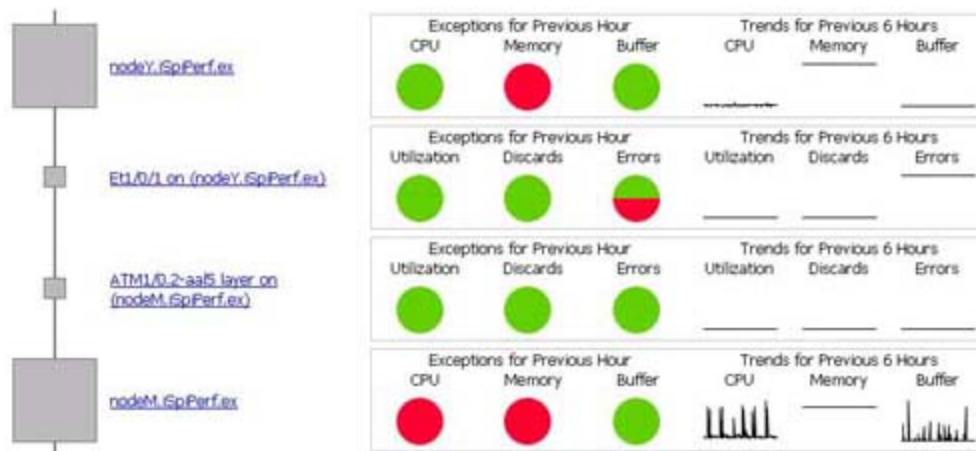 Exceptions for Previous Hour Trends for Previous 6 Hours
CPU Memory Buffer CPU Memory Buffer
nodeY.iSpiPerf.ex
Exceptions for Previous Hour Trends for Previous 6 Hours
Utilization Discards Errors Utilization Discards Errors
Et1/0/1 on (nodeY.iSpiPerf.ex)
Exceptions for Previous Hour Trends for Previous 6 Hours
Utilization Discards Errors Utilization Discards Errors
ATM1/0.2-aal5 layer on
(nodeM.iSpiPerf.ex)
Exceptions for Previous Hour Trends for Previous 6 Hours
CPU Memory Buffer CPU Memory Buffer
nodeM.iSpiPerf.ex